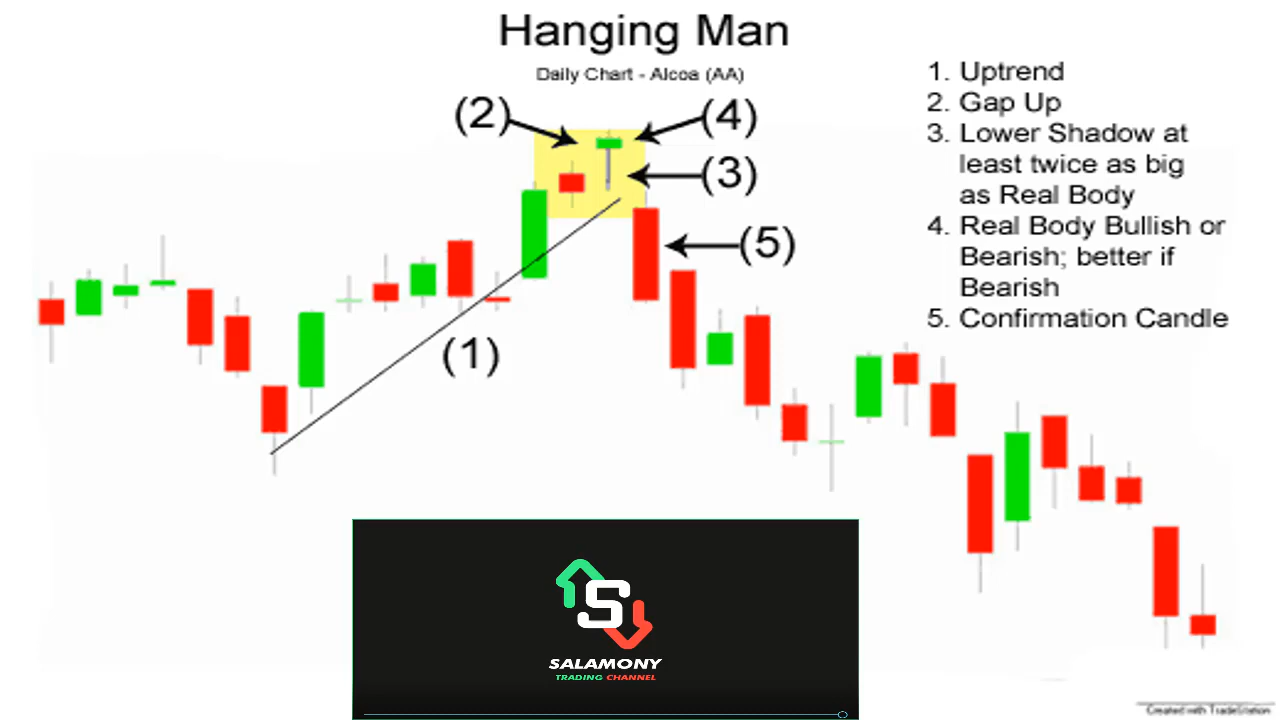 Hanging Man
Daily Chart - Alcoa (AA)
(2)
(4)
(3)
(5)
(1)
1. Uptrend
2. Gap Up
3. Lower Shadow at
least twice as big
as Real Body
4. Real Body Bullish or
Bearish; better if
Bearish
5. Confirmation Candle
S
SALAMONY
TRADING CHANNEL
Created with TradeStation